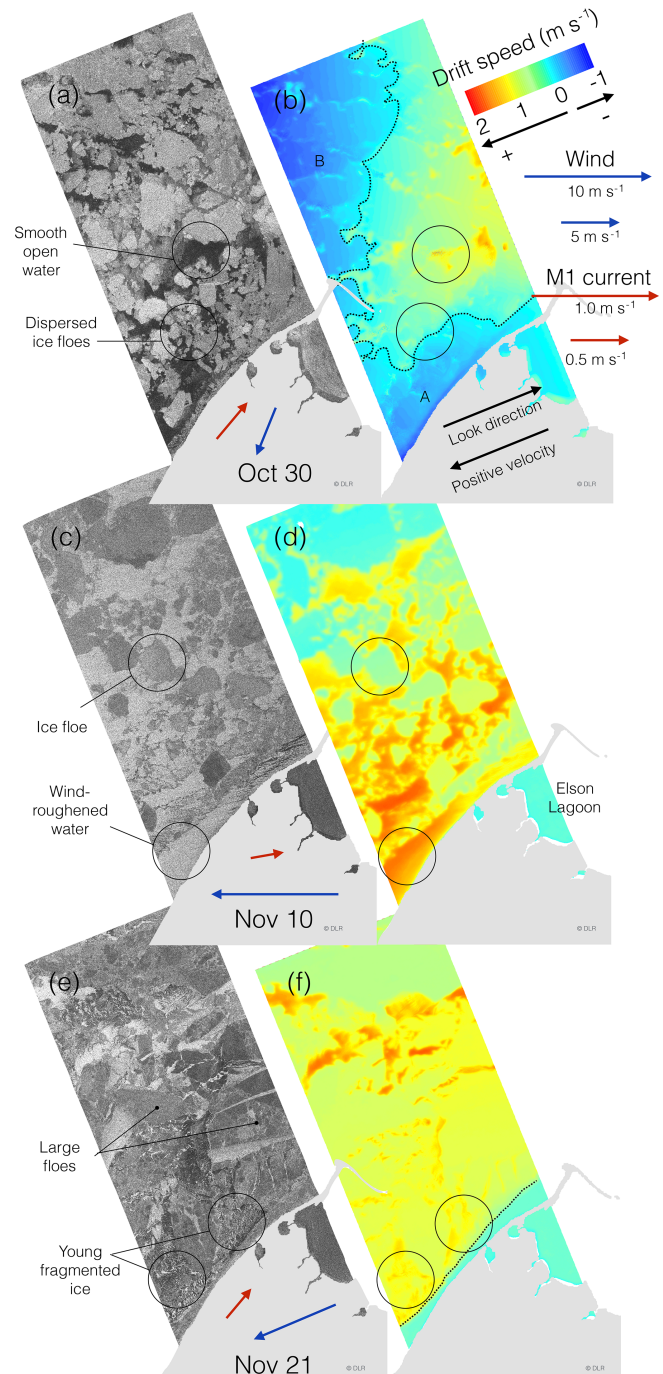 (a)
(b)
Drift speed (m s⁻¹)
2
1
0
-1
+
-
Wind
10 m s⁻¹
5 m s⁻¹
M1 current
1.0 m s⁻¹
0.5 m s⁻¹
B
A
Smooth
open
water
Dispersed
ice floes
Look direction
Positive velocity
Oct 30
© DLR
© DLR
(c)
(d)
Ice floe
Wind-
roughened
water
Elson
Lagoon
Nov 10
© DLR
© DLR
(e)
(f)
Large
floes
Young
fragmented
ice
Nov 21
© DLR
© DLR